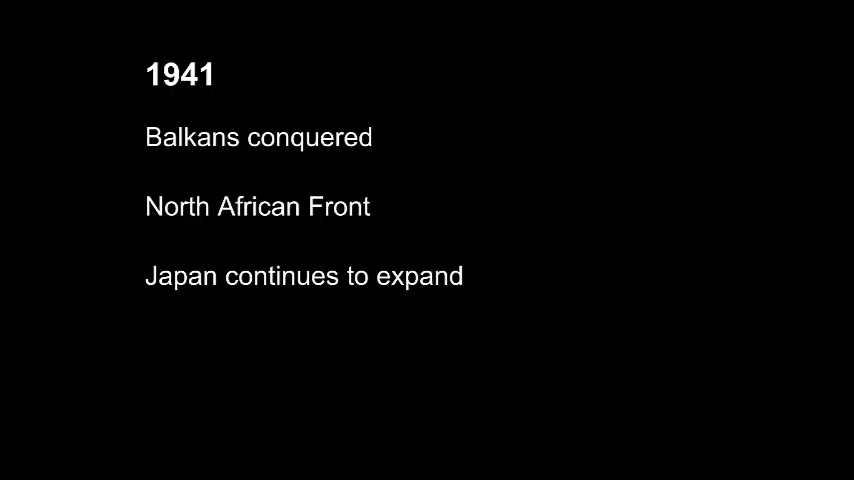 1941
Balkans conquered
North African Front
Japan continues to expand